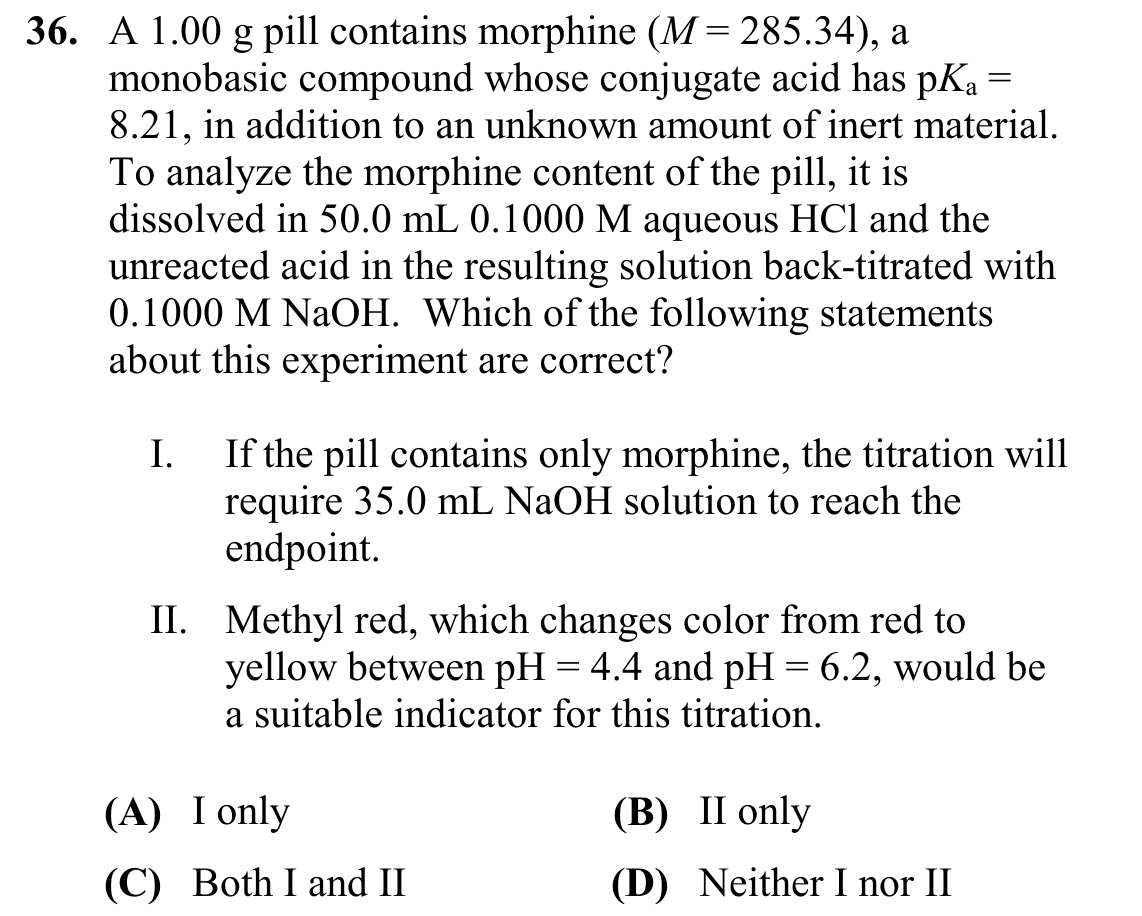 36. A 1.00 g pill contains morphine (M = 285.34), a
monobasic compound whose conjugate acid has pKₐ =
8.21, in addition to an unknown amount of inert material.
To analyze the morphine content of the pill, it is
dissolved in 50.0 mL 0.1000 M aqueous HCl and the
unreacted acid in the resulting solution back-titrated with
0.1000 M NaOH. Which of the following statements
about this experiment are correct?
I. If the pill contains only morphine, the titration will
require 35.0 mL NaOH solution to reach the
endpoint.
II. Methyl red, which changes color from red to
yellow between pH = 4.4 and pH = 6.2, would be
a suitable indicator for this titration.
(A) I only (B) II only
(C) Both I and II (D) Neither I nor II